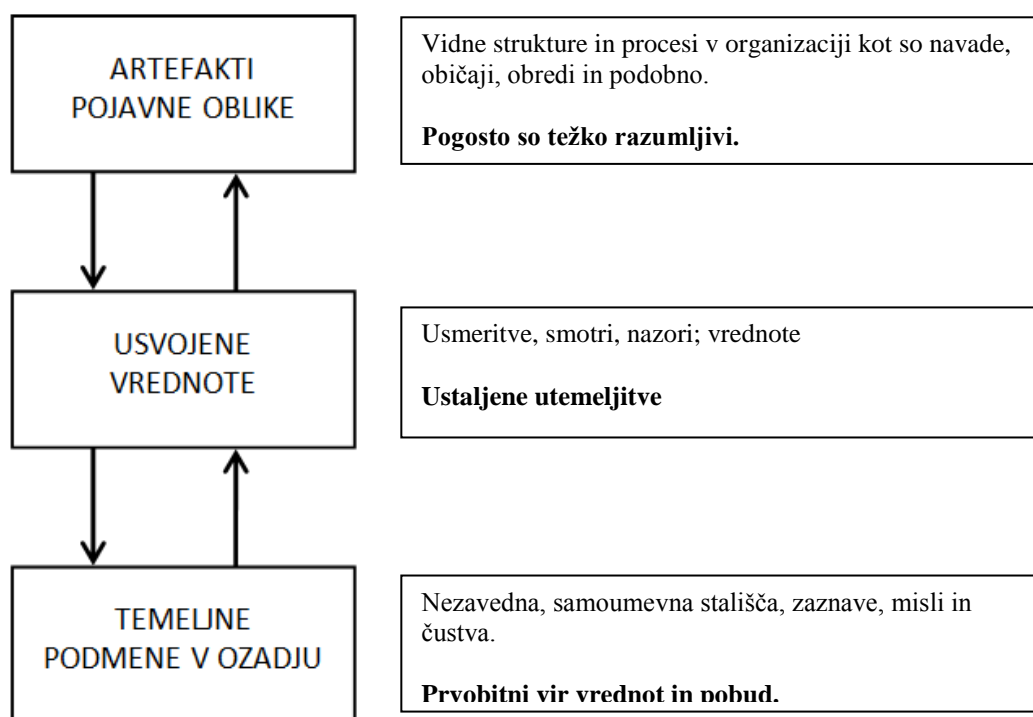 ARTEFAKTI
POJAVNE OBLIKE
Vidne strukture in procesi v organizaciji kot so navade,
običaji, obredi in podobno.
Pogosto so težko razumljivi.
USVOJENE
VREDNOTE
Usmeritve, smotri, nazori; vrednote
Ustaljene utemeljitve
TEMELJNE
PODMENE V OZADJU
Nezavedna, samoumevna stališča, zaznave, misli in
čustva.
Prvobitni vir vrednot in pobud.